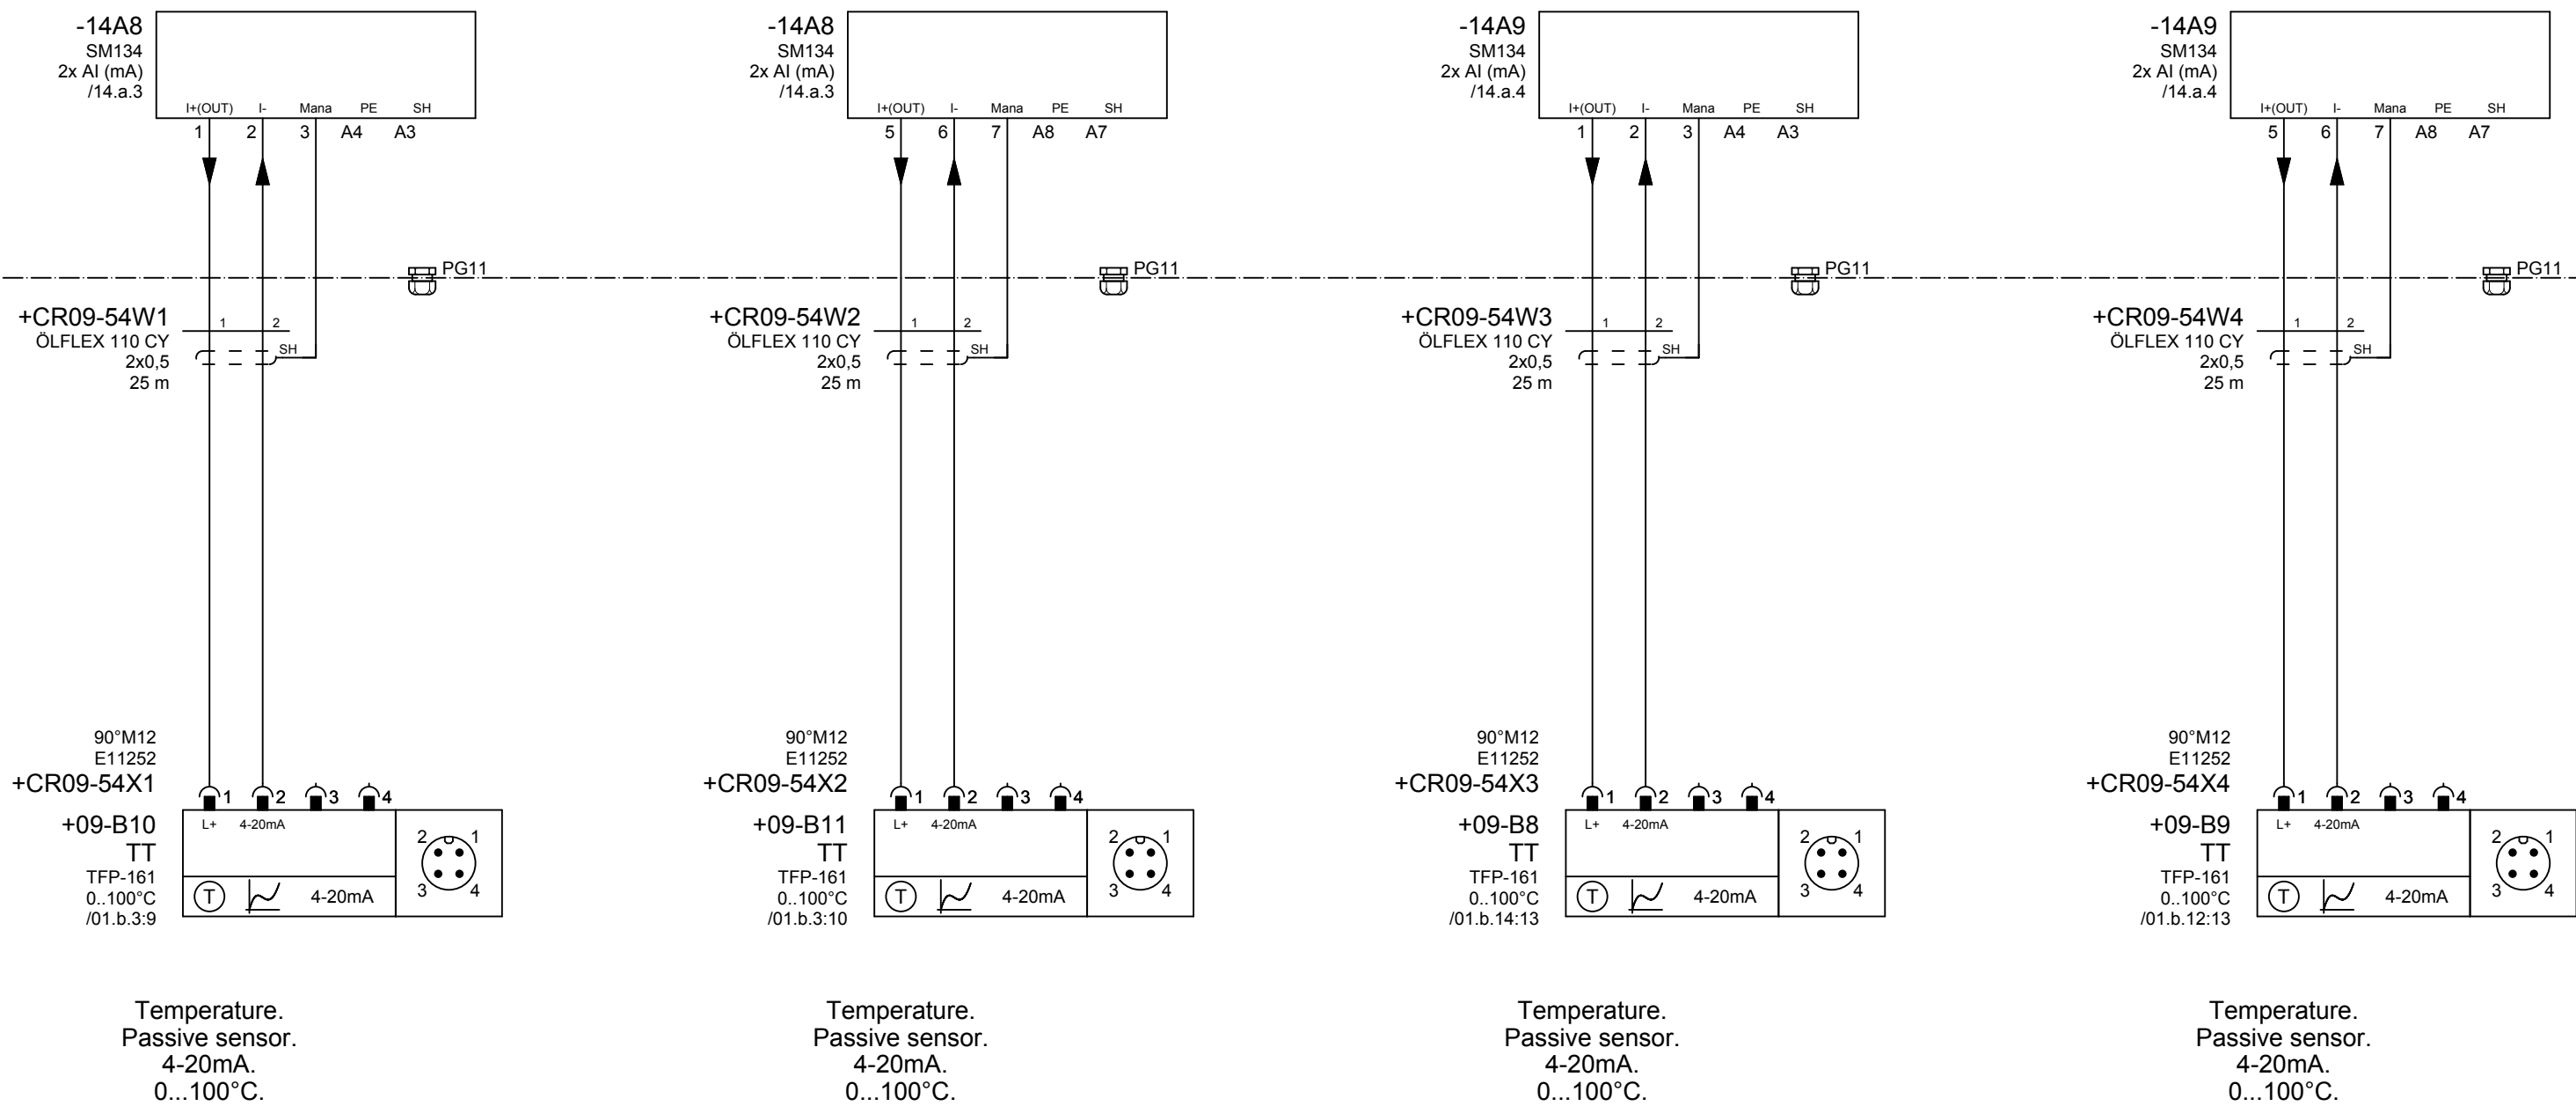 -14A8
SM134
2x AI (mA)
/14.a.3
I+(OUT) I- Mana PE SH
1 2 3 A4 A3
PG11
+CR09-54W1
ÖLFLEX 110 CY
2x0,5
25 m
1 2
SH
90°M12
E11252
+CR09-54X1
1 2 3 4
+09-B10
TT
TFP-161
0..100°C
/01.b.3:9
L+ 4-20mA
T 4-20mA
2 1
3 4
Temperature.
Passive sensor.
4-20mA.
0...100°C.
-14A8
SM134
2x AI (mA)
/14.a.3
I+(OUT) I- Mana PE SH
5 6 7 A8 A7
PG11
+CR09-54W2
ÖLFLEX 110 CY
2x0,5
25 m
1 2
SH
90°M12
E11252
+CR09-54X2
1 2 3 4
+09-B11
TT
TFP-161
0..100°C
/01.b.3:10
L+ 4-20mA
T 4-20mA
2 1
3 4
Temperature.
Passive sensor.
4-20mA.
0...100°C.
-14A9
SM134
2x AI (mA)
/14.a.4
I+(OUT) I- Mana PE SH
1 2 3 A4 A3
PG11
+CR09-54W3
ÖLFLEX 110 CY
2x0,5
25 m
1 2
SH
90°M12
E11252
+CR09-54X3
1 2 3 4
+09-B8
TT
TFP-161
0..100°C
/01.b.14:13
L+ 4-20mA
T 4-20mA
2 1
3 4
Temperature.
Passive sensor.
4-20mA.
0...100°C.
-14A9
SM134
2x AI (mA)
/14.a.4
I+(OUT) I- Mana PE SH
5 6 7 A8 A7
PG11
+CR09-54W4
ÖLFLEX 110 CY
2x0,5
25 m
1 2
SH
90°M12
E11252
+CR09-54X4
1 2 3 4
+09-B9
TT
TFP-161
0..100°C
/01.b.12:13
L+ 4-20mA
T 4-20mA
2 1
3 4
Temperature.
Passive sensor.
4-20mA.
0...100°C.